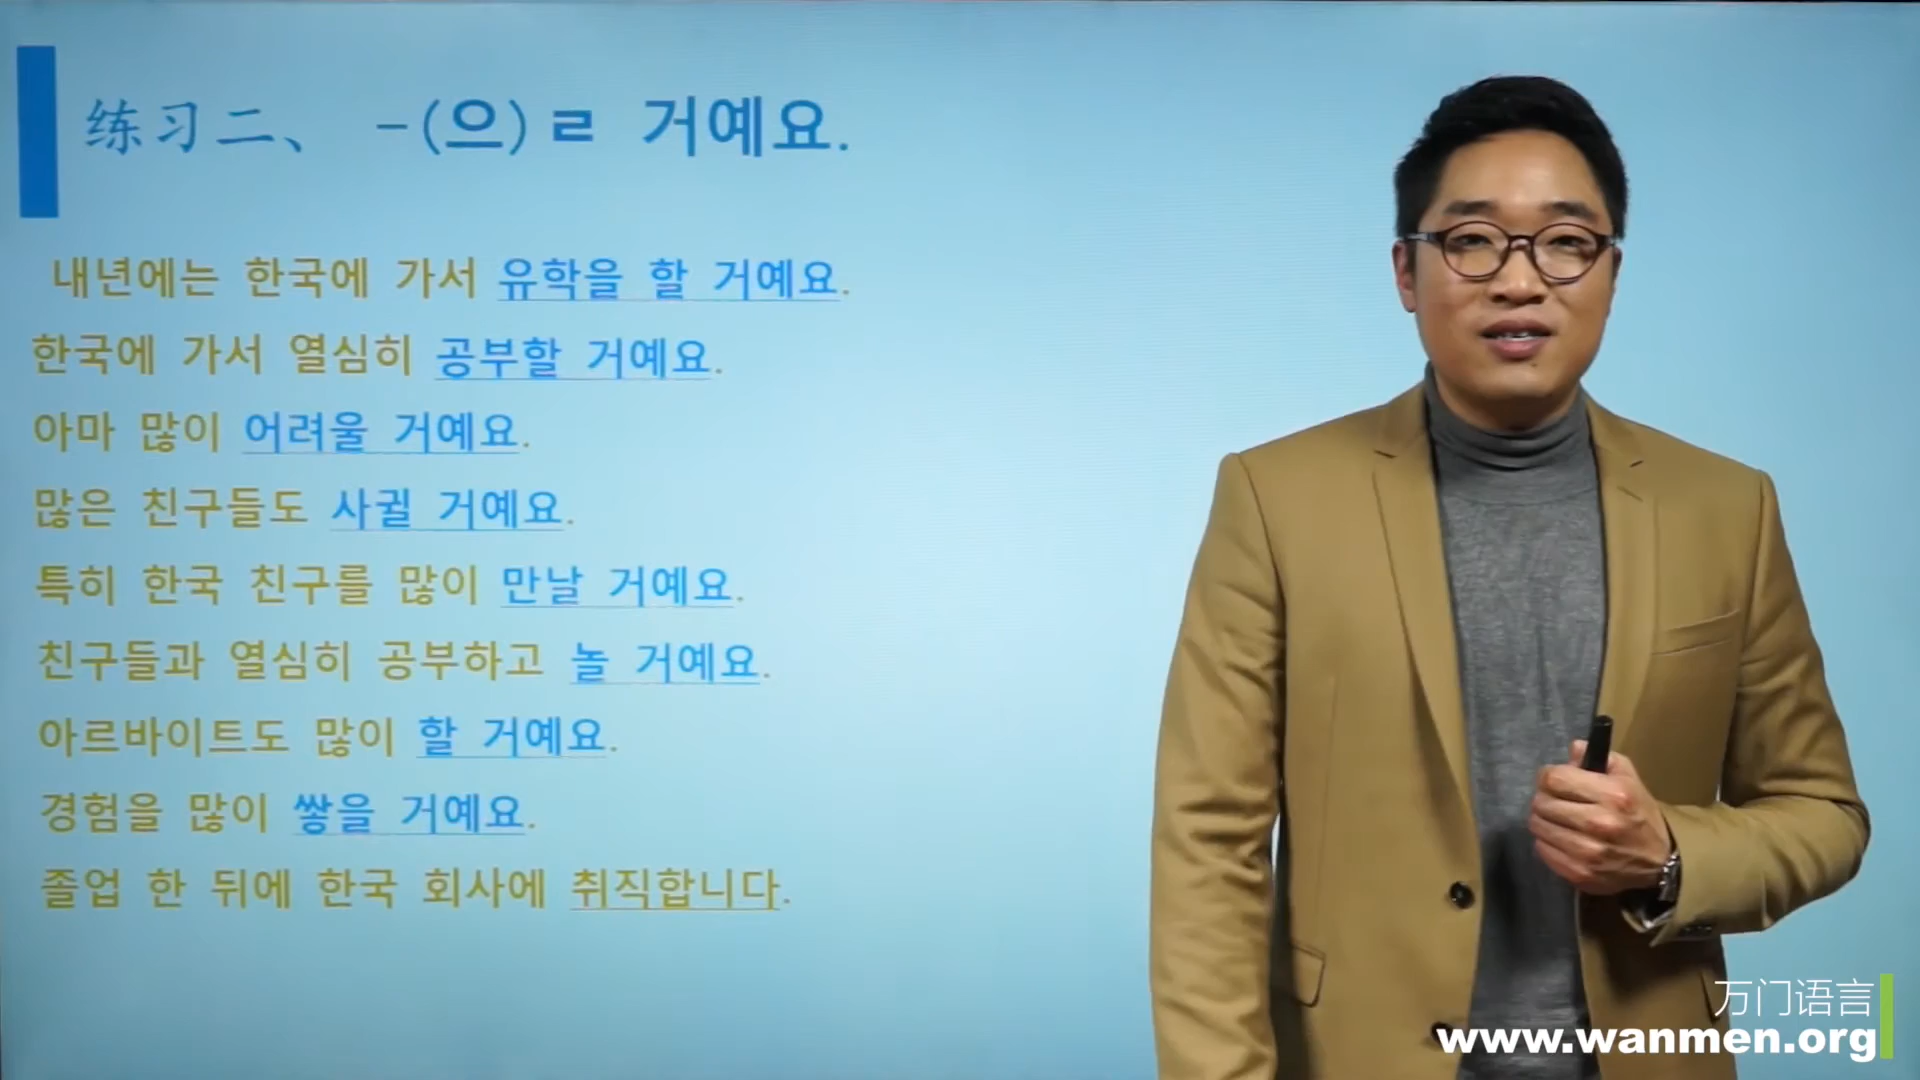 练习二、 -(으)ㄹ 거예요.
내년에는 한국에 가서 유학을 할 거예요.
한국에 가서 열심히 공부할 거예요.
아마 많이 어려울 거예요.
많은 친구들도 사귈 거예요.
특히 한국 친구를 많이 만날 거예요.
친구들과 열심히 공부하고 놀 거예요.
아르바이트도 많이 할 거예요.
경험을 많이 쌓을 거예요.
졸업 한 뒤에 한국 회사에 취직합니다.
万门语言
www.wanmen.org